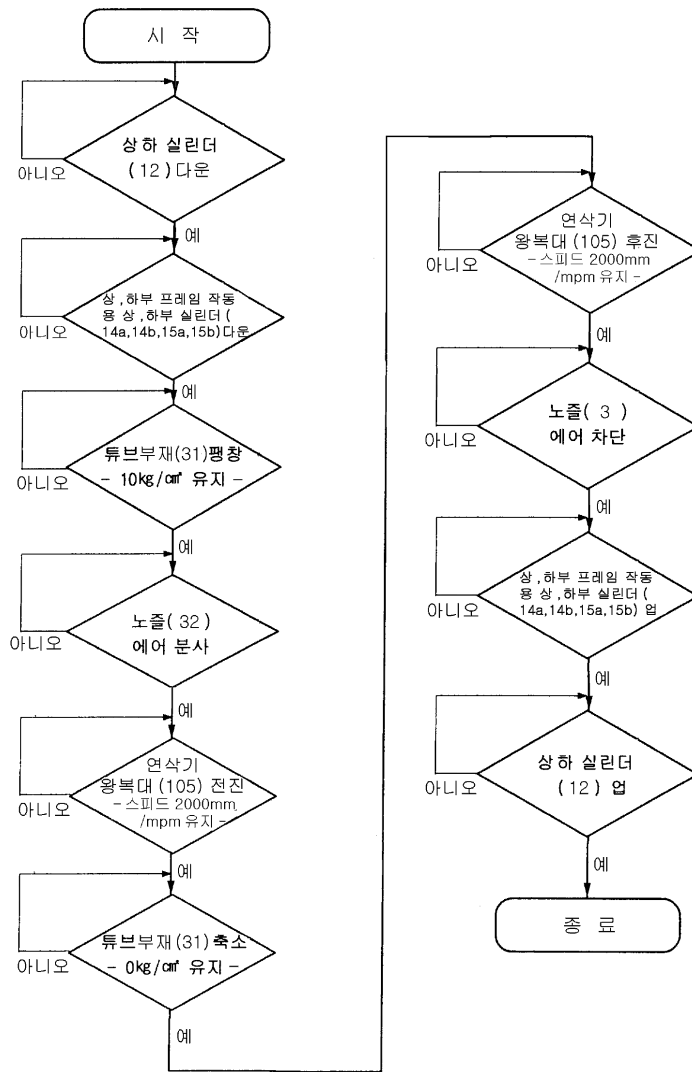 시 작
상하 실린더
(12)다운
아니오
예
상,하부 프레임 작동
용 상,하부 실린더(
14a,14b,15a,15b)다운
아니오
예
튜브부재(31)팽창
- 10kg/㎠ 유지 -
아니오
예
노즐(32)
에어 분사
아니오
예
연삭기
왕복대(105) 전진
-스피드 2000mm
/mpm 유지-
아니오
예
튜브부재(31)축소
- 0kg/㎠ 유지 -
아니오
예
연삭기
왕복대(105) 후진
-스피드 2000mm
/mpm 유지-
아니오
예
노즐( 3 )
에어 차단
아니오
예
상,하부 프레임 작동
용 상,하부 실린더(
14a,14b,15a,15b) 업
아니오
예
상하 실린더
(12) 업
아니오
예
종 료